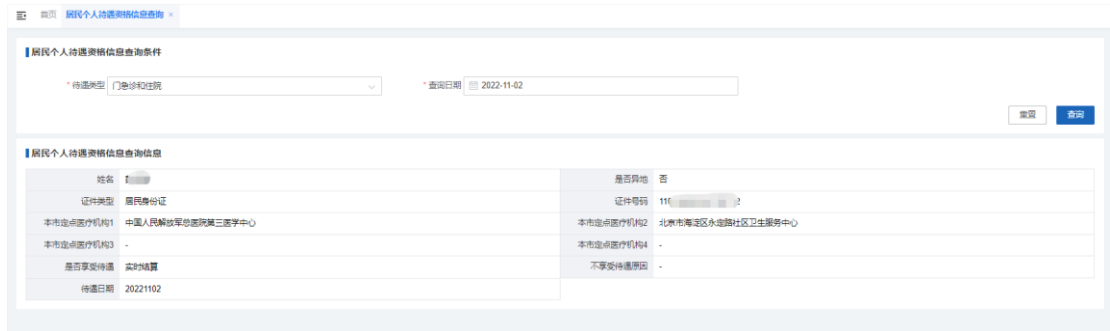 首页 居民个人待遇资格信息查询 ×
居民个人待遇资格信息查询条件
* 待遇类型 门急诊和住院 * 查询日期 2022-11-02
重置 查询
居民个人待遇资格信息查询信息
姓名 是否异地 否
证件类型 居民身份证 证件号码 11
本市定点医疗机构1 中国人民解放军总医院第三医学中心 本市定点医疗机构2 北京市海淀区永定路社区卫生服务中心
本市定点医疗机构3 - 本市定点医疗机构4 -
是否享受待遇 实时结算 不享受待遇原因 -
待遇日期 20221102